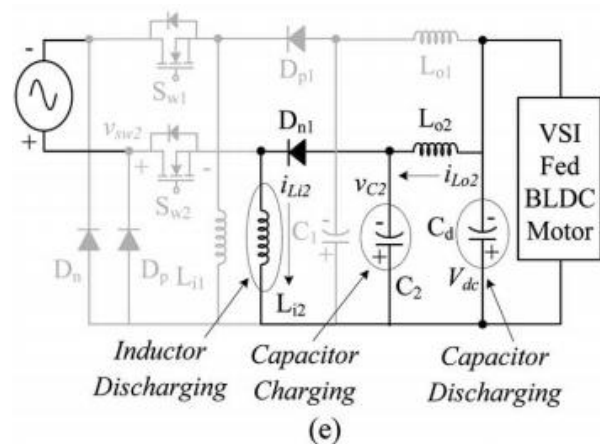 -
+
S_w1
D_p1
L_o1
v_sw2
+
-
S_w2
D_n1
L_o2
VSI
Fed
BLDC
Motor
i_Li2
v_C2
i_Lo2
D_n
D_p
L_i1
L_i2
C_1
-
+
-
+
C_2
C_d
-
+
V_dc
Inductor
Discharging
Capacitor
Charging
Capacitor
Discharging
(e)